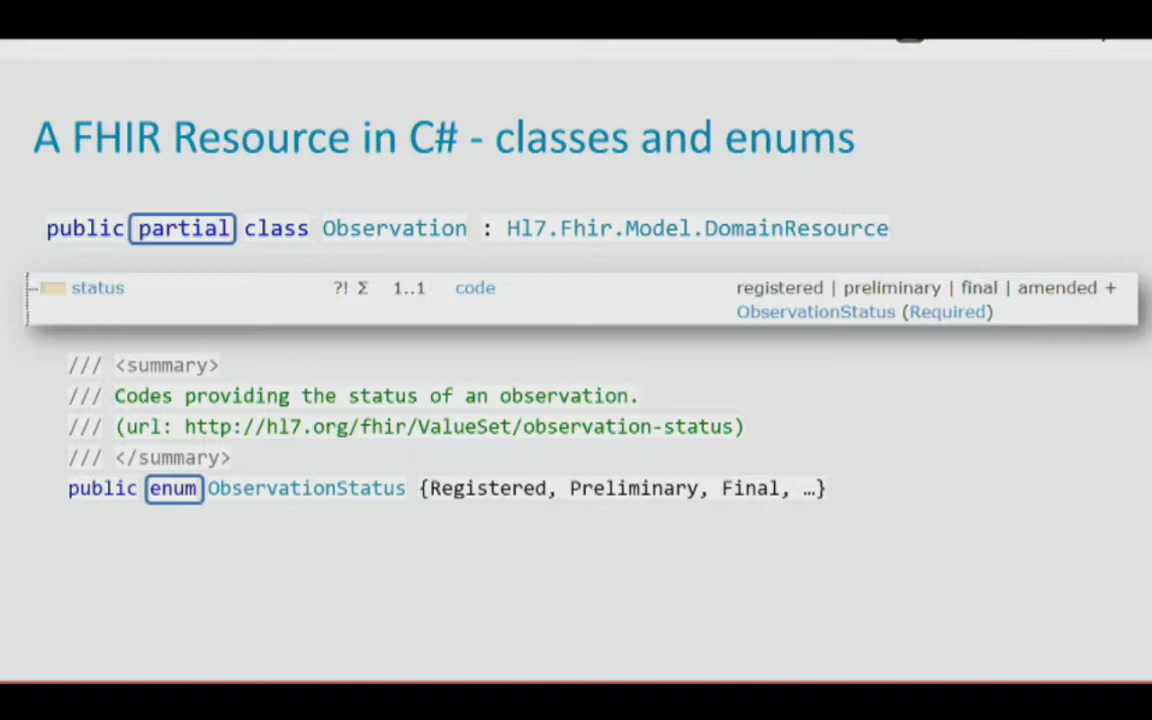 A FHIR Resource in C# - classes and enums
public partial class Observation : Hl7.Fhir.Model.DomainResource
status ?! Σ 1..1 code registered | preliminary | final | amended +
ObservationStatus (Required)
/// <summary>
/// Codes providing the status of an observation.
/// (url: http://hl7.org/fhir/ValueSet/observation-status)
/// </summary>
public enum ObservationStatus {Registered, Preliminary, Final, …}